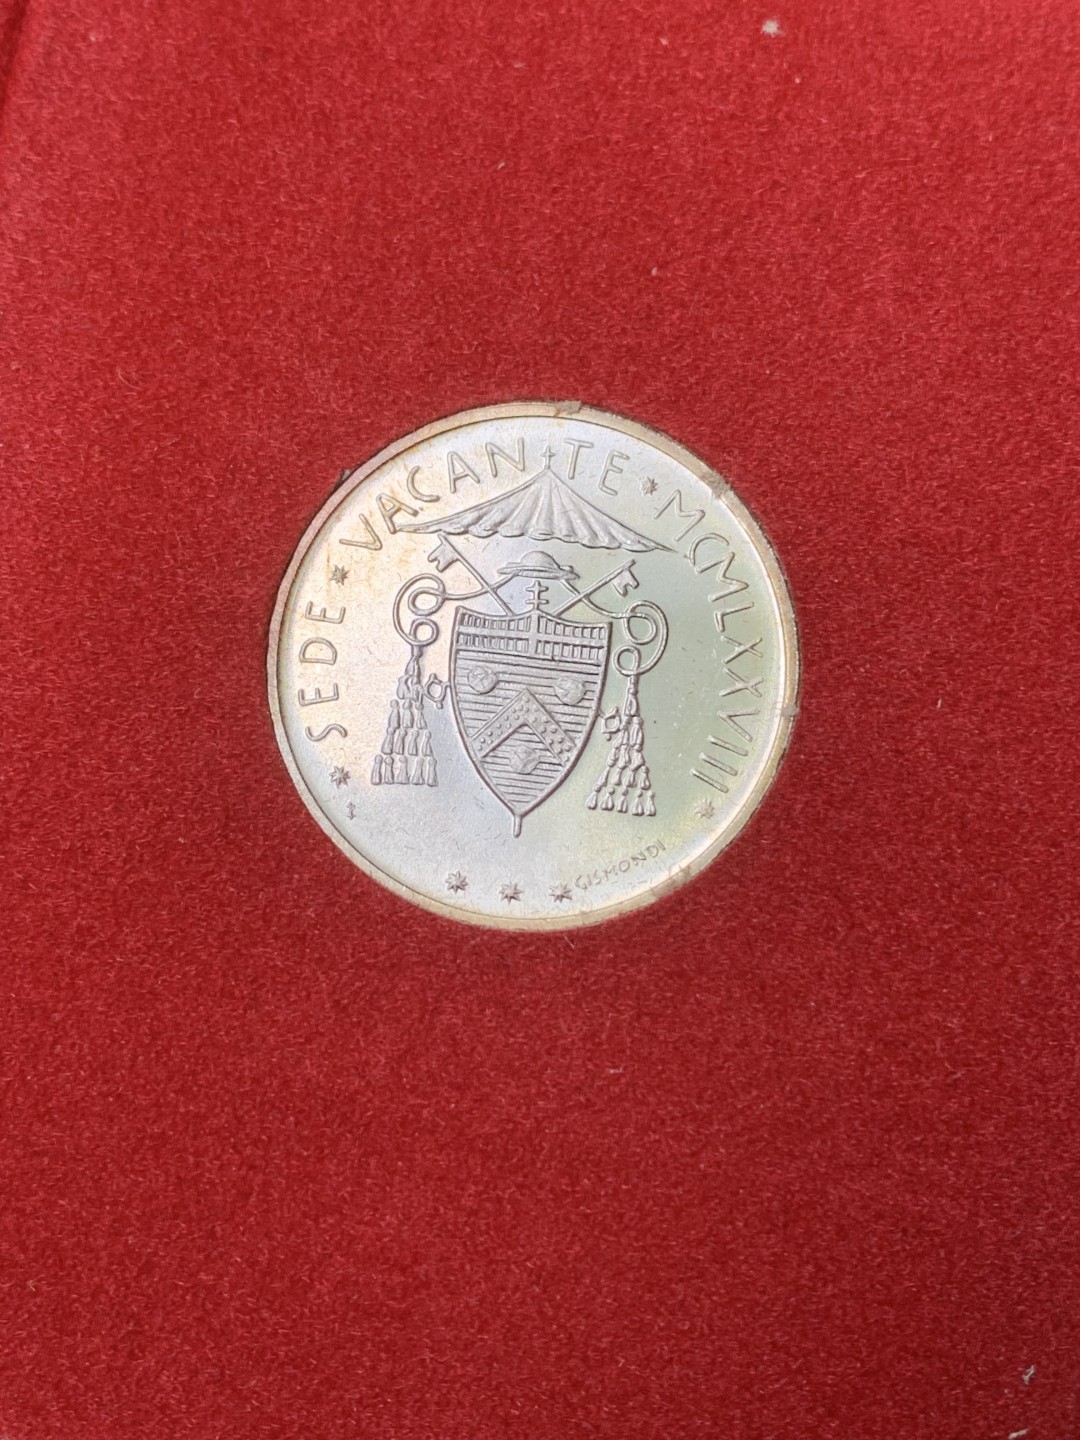 SEDE * VACANTE * MCMLXXVIII
GISMONDI